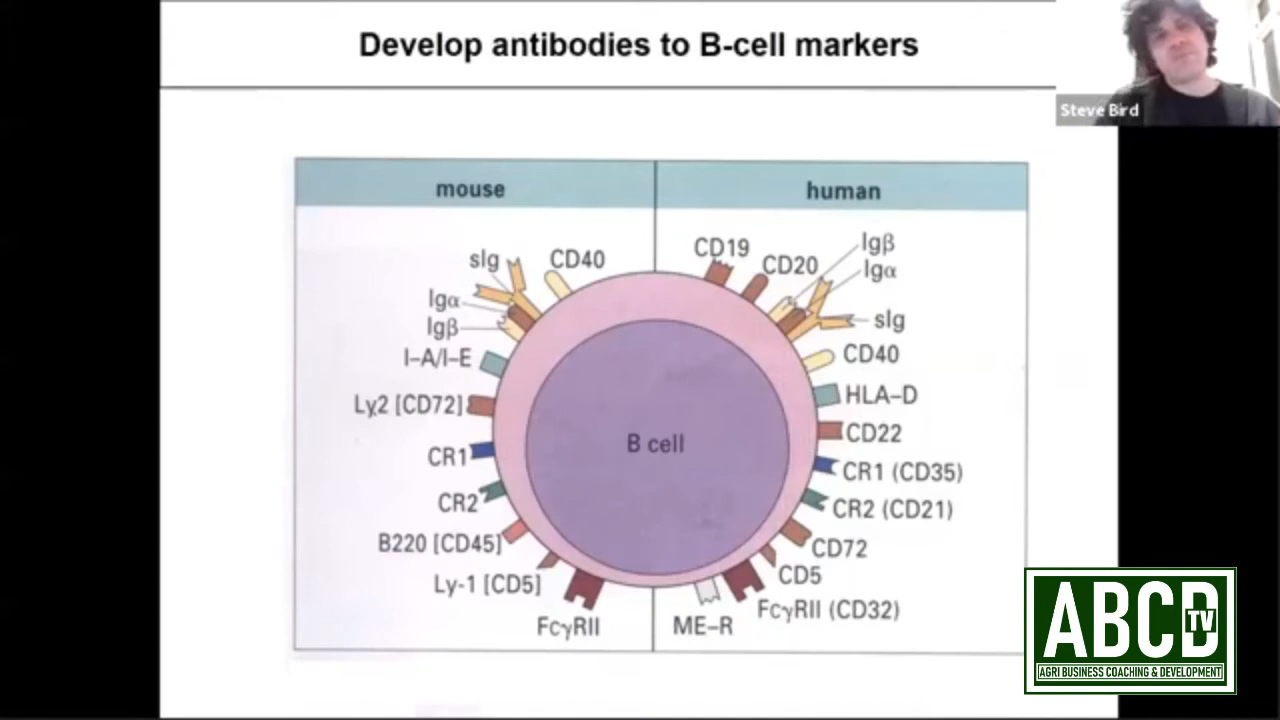 Develop antibodies to B-cell markers
Steve Bird
mouse
human
sIg
CD40
Igα
Igβ
I-A/I-E
Ly2 [CD72]
CR1
CR2
B220 [CD45]
Ly-1 [CD5]
FcγRII
B cell
CD19
CD20
Igβ
Igα
sIg
CD40
HLA-D
CD22
CR1 (CD35)
CR2 (CD21)
CD72
CD5
FcγRII (CD32)
ME-R
ABCD
TV
AGRI BUSINESS COACHING & DEVELOPMENT